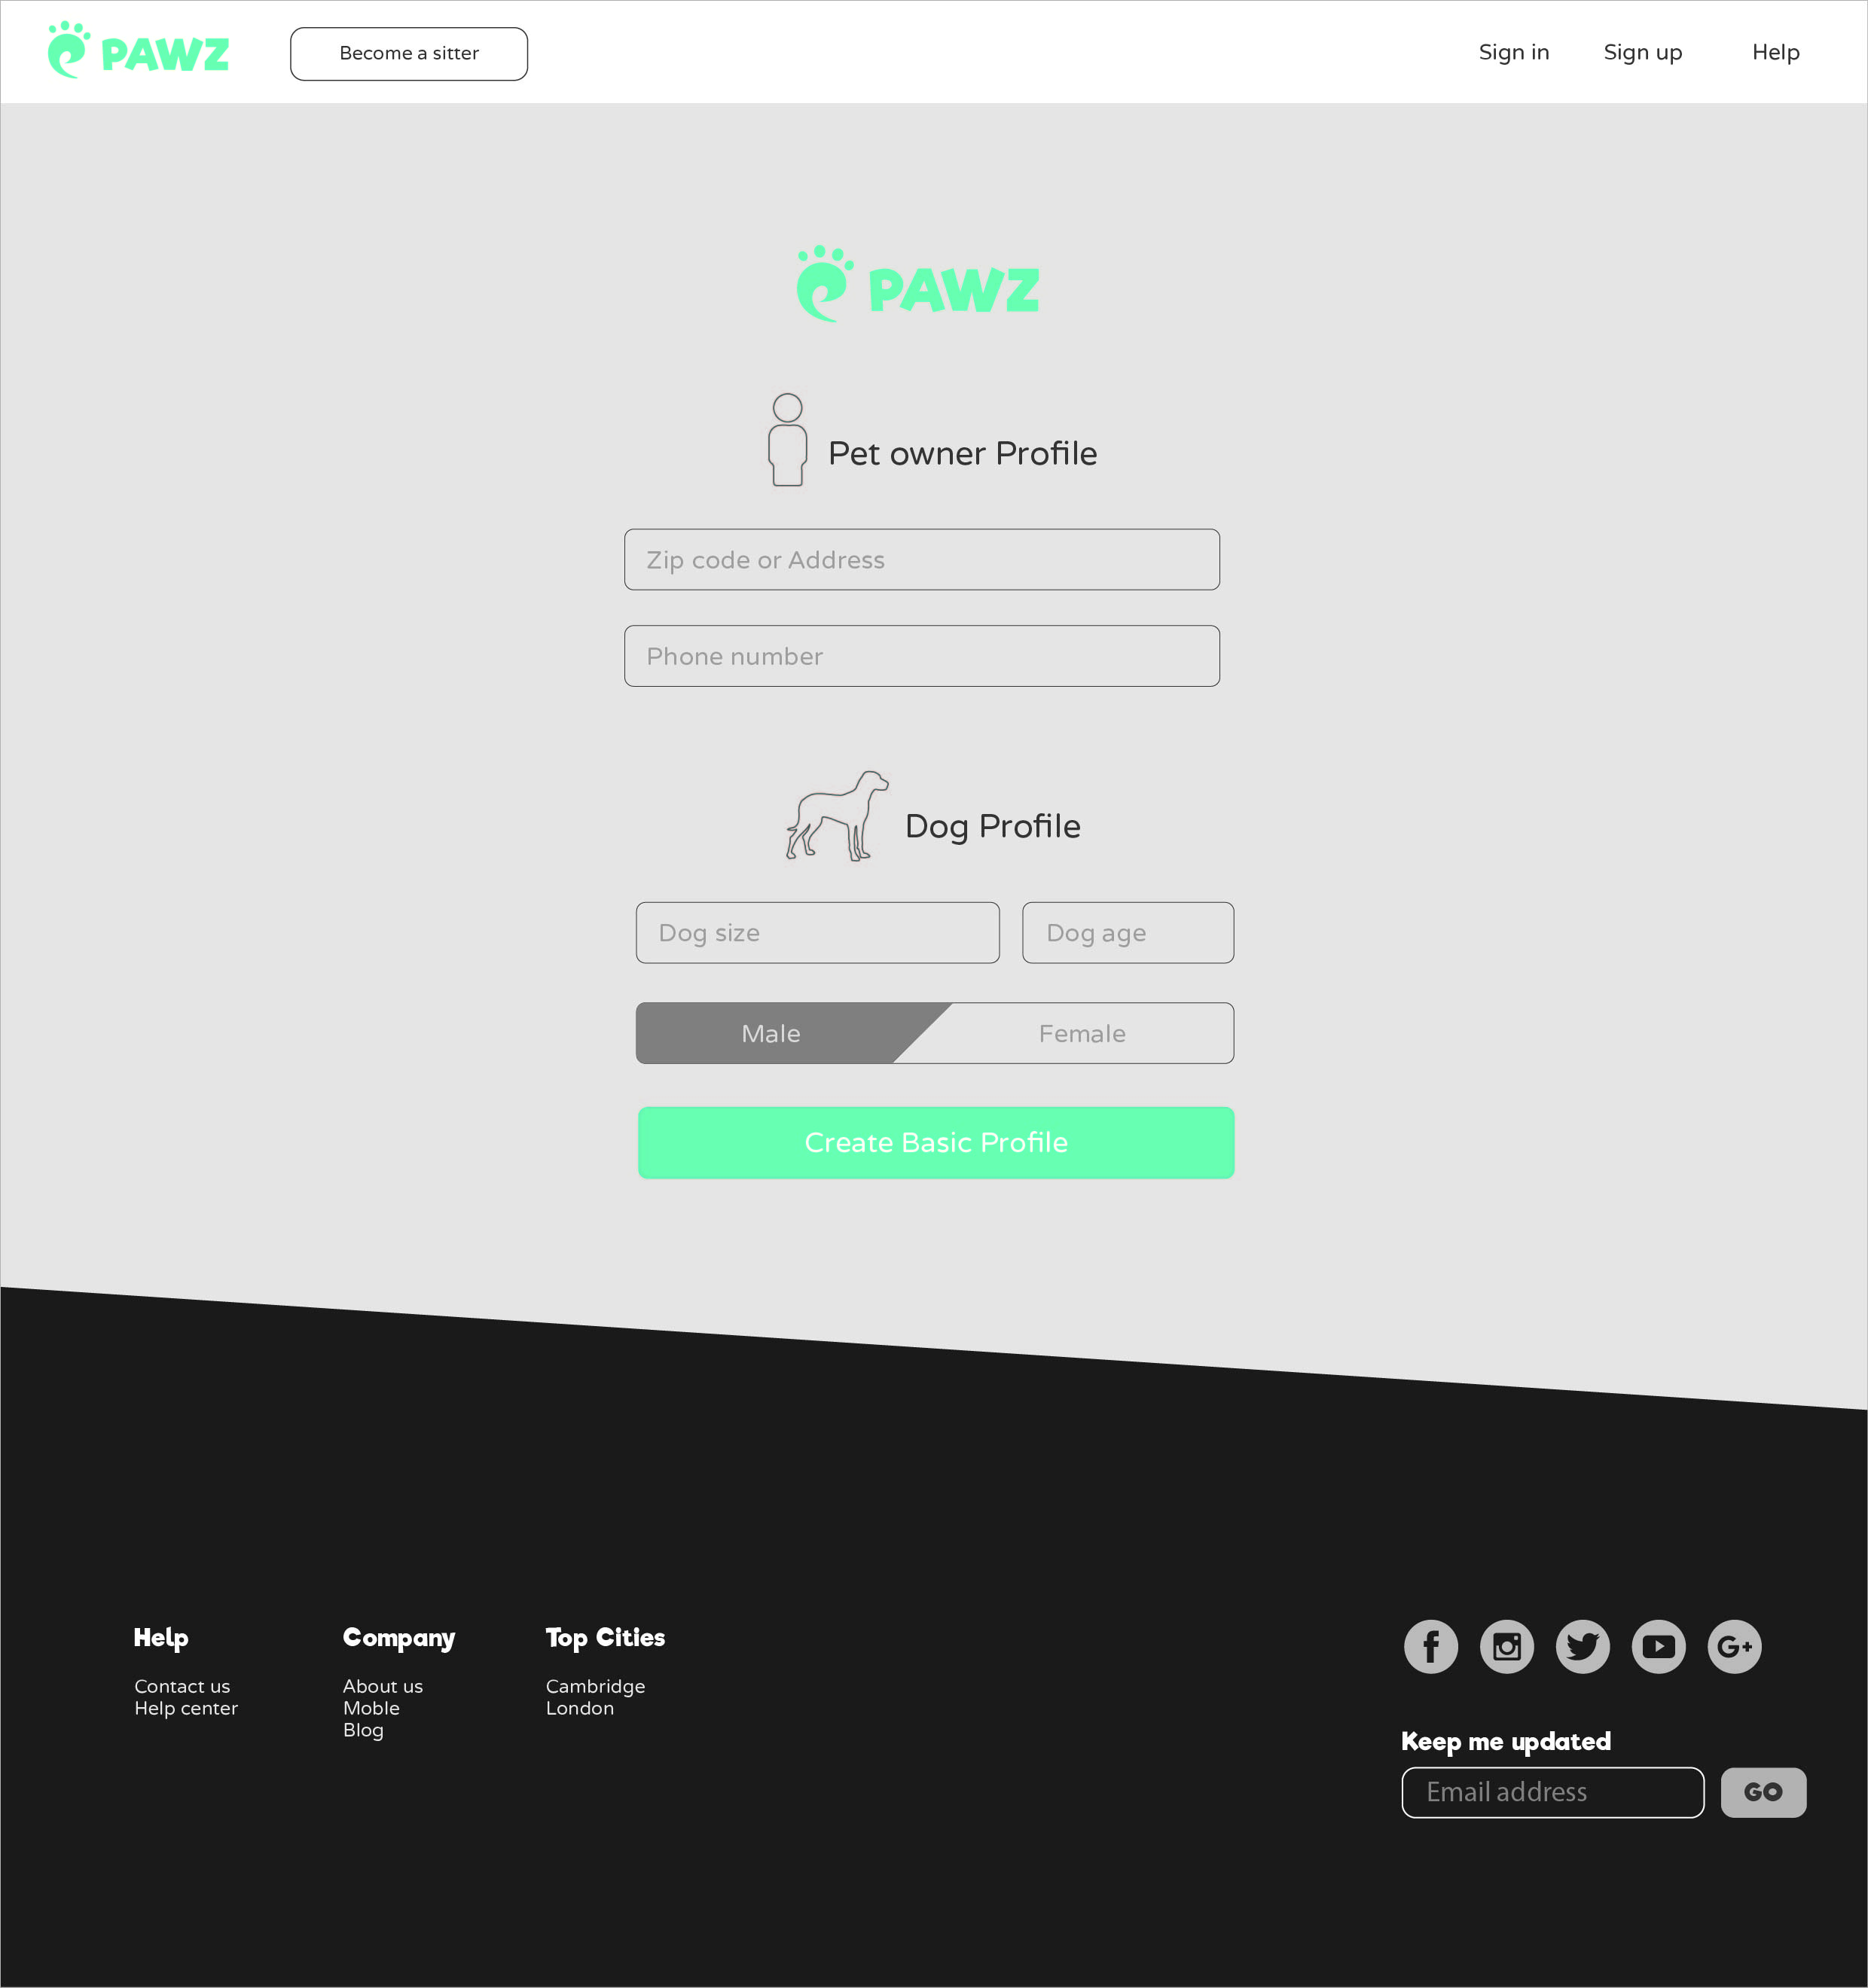 PAWZ
Become a sitter
Sign in
Sign up
Help
PAWZ
Pet owner Profile
Zip code or Address
Phone number
Dog Profile
Dog size
Dog age
Male
Female
Create Basic Profile
Help
Contact us
Help center
Company
About us
Moble
Blog
Top Cities
Cambridge
London
f
G+
Keep me updated
Email address
GO